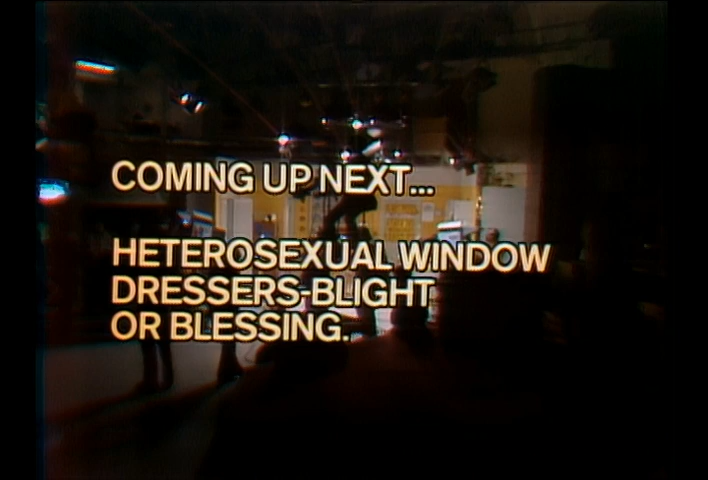 COMING UP NEXT...
HETEROSEXUAL WINDOW
DRESSERS-BLIGHT
OR BLESSING.